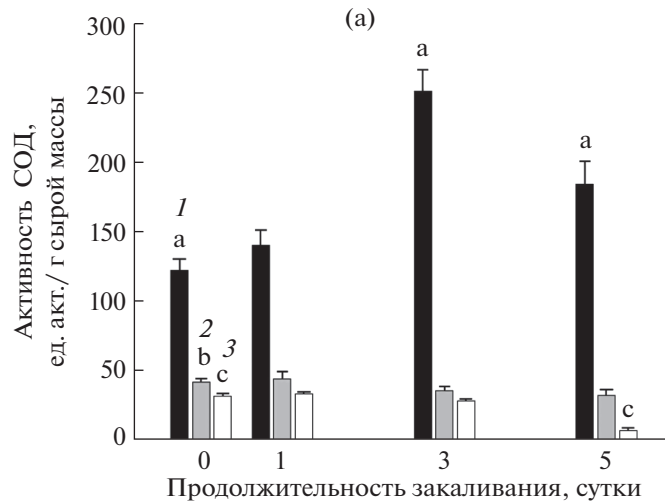 (а)
300
250
200
150
100
50
0
Активность СОД,
ед. акт./ г сырой массы
1
a
2
b
3
c
a
a
c
0 1 3 5
Продолжительность закаливания, сутки